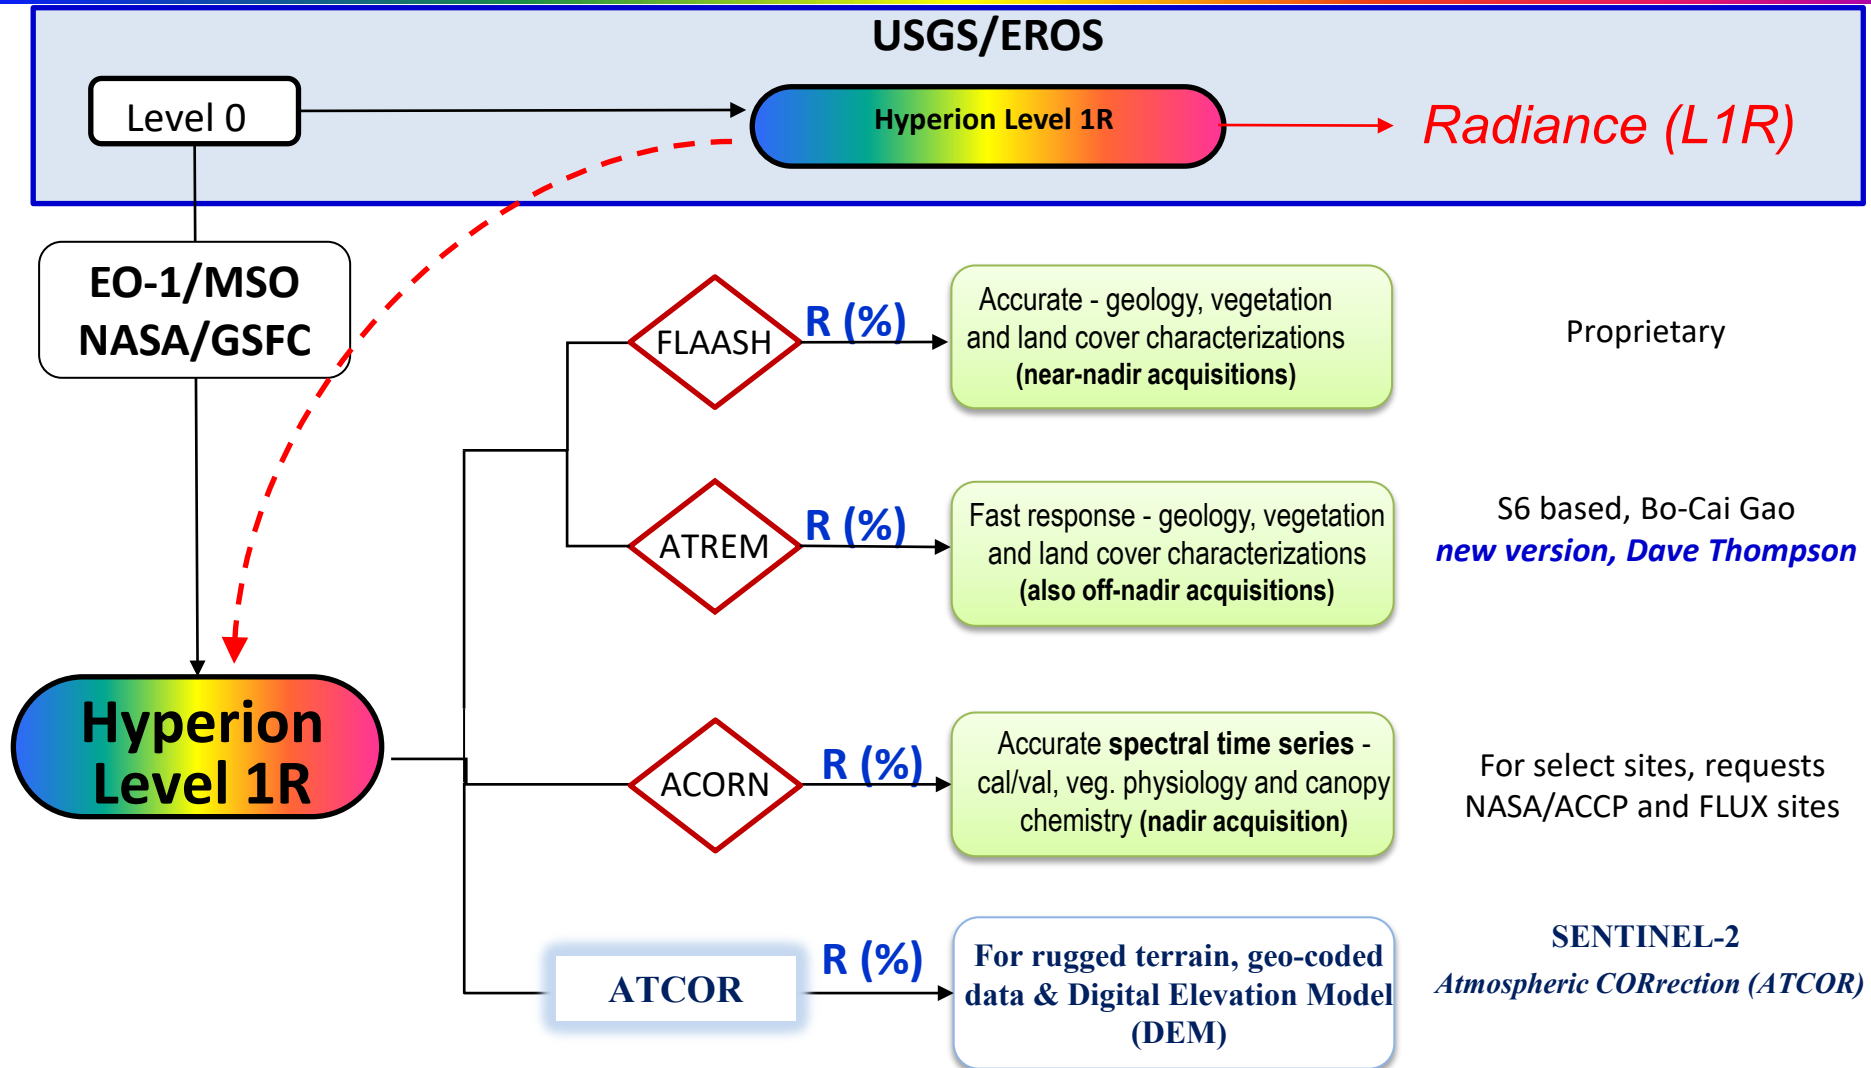 USGS/EROS
Level 0
Hyperion Level 1R
Radiance (L1R)
EO-1/MSO
NASA/GSFC
FLAASH
R (%)
Accurate - geology, vegetation
and land cover characterizations
(near-nadir acquisitions)
Proprietary
ATREM
R (%)
Fast response - geology, vegetation
and land cover characterizations
(also off-nadir acquisitions)
S6 based, Bo-Cai Gao
new version, Dave Thompson
Hyperion
Level 1R
ACORN
R (%)
Accurate spectral time series -
cal/val, veg. physiology and canopy
chemistry (nadir acquisition)
For select sites, requests
NASA/ACCP and FLUX sites
ATCOR
R (%)
For rugged terrain, geo-coded
data & Digital Elevation Model
(DEM)
SENTINEL-2
Atmospheric CORrection (ATCOR)